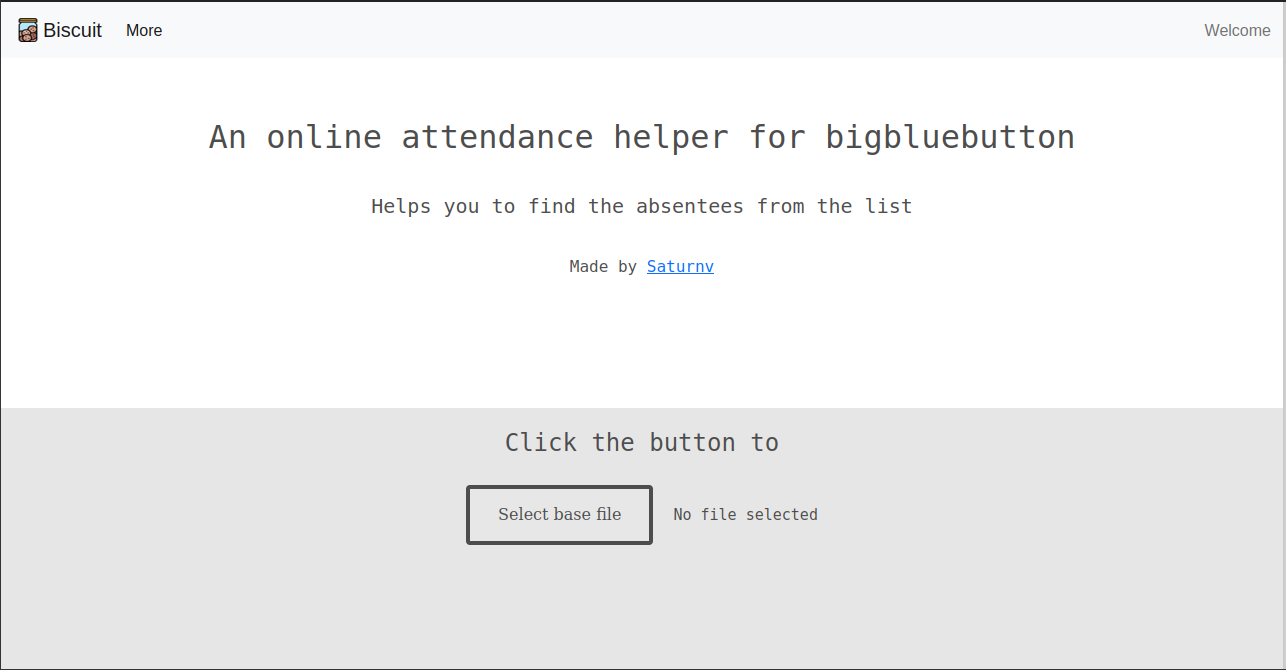 Biscuit More Welcome
An online attendance helper for bigbluebutton
Helps you to find the absentees from the list
Made by Saturnv
Click the button to
Select base file No file selected